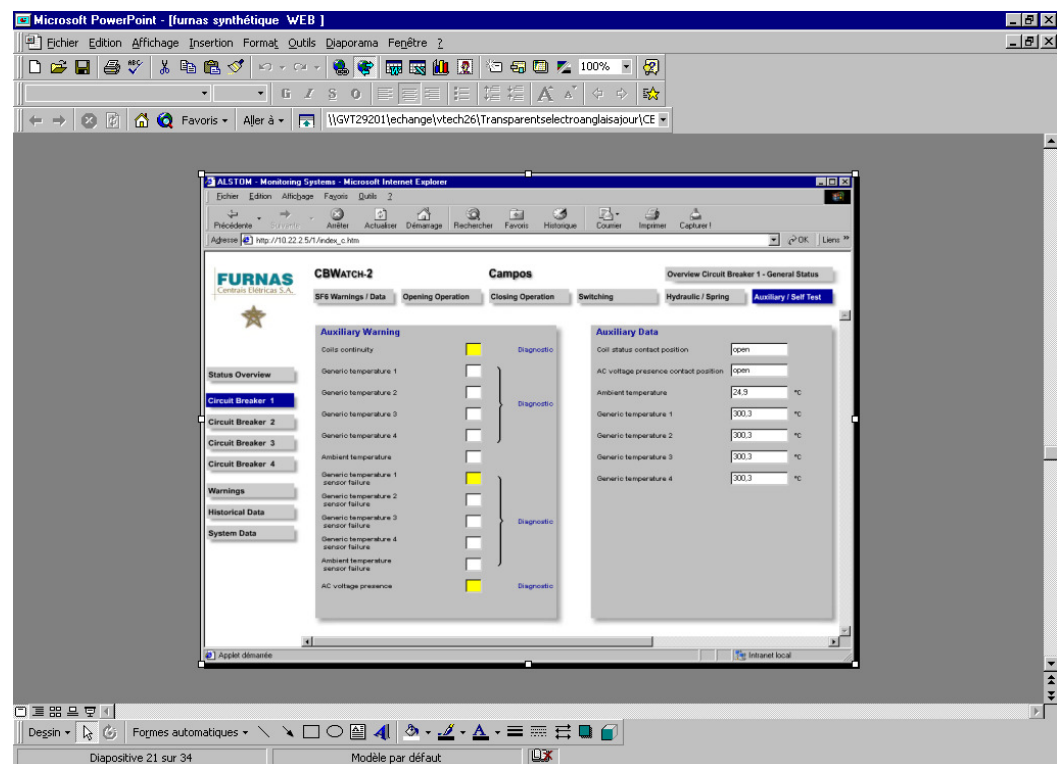 Microsoft PowerPoint - [furnas synthétique WEB ]
Fichier Edition Affichage Insertion Format Outils Diaporama Fenêtre ?
100%
G I S O
Favoris Aller à \\GVT29201\echange\vtech26\Transparentselectroanglaisajour\CE
ALSTOM - Monitoring Systems - Microsoft Internet Explorer
Fichier Edition Affichage Favoris Outils ?
Précédente Suivante Arrêter Actualiser Démarrage Rechercher Favoris Historique Courrier Imprimer Capturer !
Adresse http://10.22.2.5/1/index_c.htm OK Liens »
FURNAS
Centrais Elétricas S.A.
CBWATCH-2 Campos Overview Circuit Breaker 1 - General Status
SF6 Warnings / Data Opening Operation Closing Operation Switching Hydraulic / Spring Auxiliary / Self Test
Status Overview
Circuit Breaker 1
Circuit Breaker 2
Circuit Breaker 3
Circuit Breaker 4
Warnings
Historical Data
System Data
Auxiliary Warning
Coils continuity Diagnostic
Generic temperature 1
Generic temperature 2
Diagnostic
Generic temperature 3
Generic temperature 4
Ambient temperature
Generic temperature 1
sensor failure
Generic temperature 2
sensor failure
Generic temperature 3
sensor failure
Diagnostic
Generic temperature 4
sensor failure
Ambient temperature
sensor failure
AC voltage presence Diagnostic
Auxiliary Data
Coil status contact position open
AC voltage presence contact position open
Ambient temperature 24,9 °C
Generic temperature 1 300,3 °C
Generic temperature 2 300,3 °C
Generic temperature 3 300,3 °C
Generic temperature 4 300,3 °C
Applet démarrée Intranet local
Dessin Formes automatiques
Diapositive 21 sur 34 Modèle par défaut